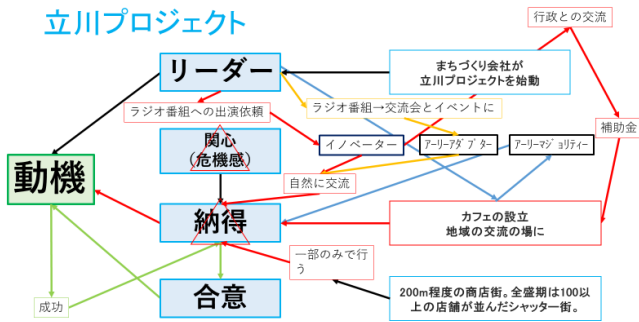 立川プロジェクト
行政との交流
リーダー
まちづくり会社が
立川プロジェクトを始動
ラジオ番組への出演依頼
ラジオ番組→交流会とイベントに
関心
(危機感)
イノベーター
アーリーアダプター
アーリーマジョリティー
補助金
動機
自然に交流
納得
カフェの設立
地域の交流の場に
一部のみで行
う
合意
成功
200m程度の商店街。全盛期は100以
上の店舗が並んだシャッター街。